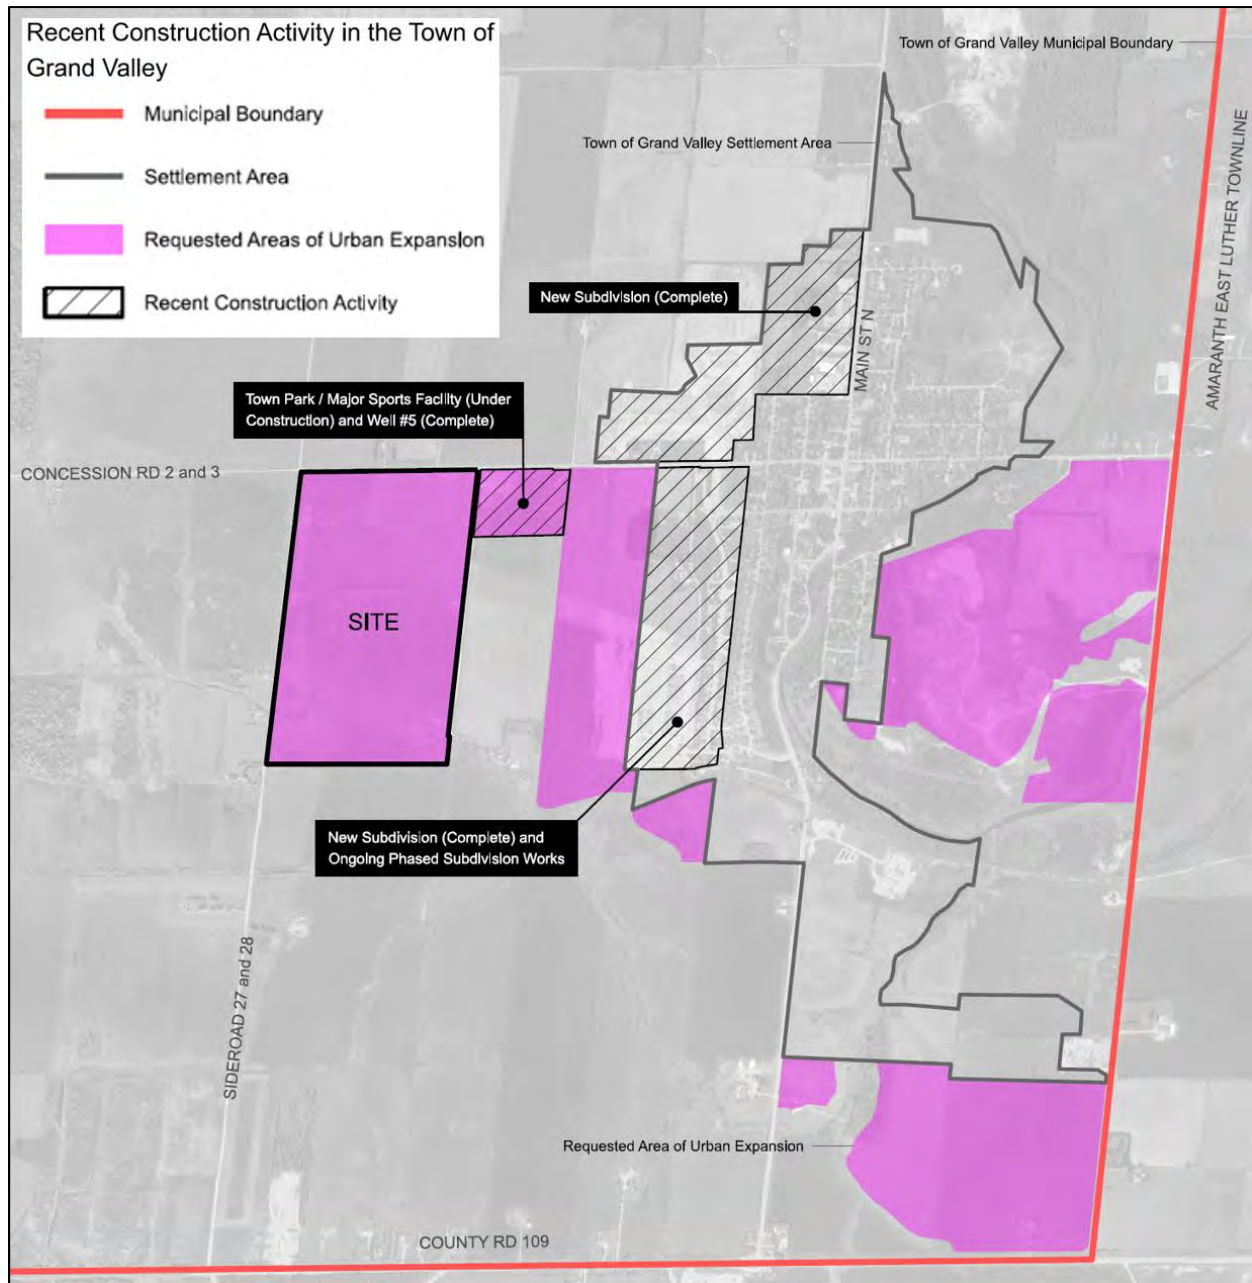 Recent Construction Activity in the Town of
Grand Valley
Municipal Boundary
Settlement Area
Requested Areas of Urban Expansion
Recent Construction Activity
Town of Grand Valley Municipal Boundary
Town of Grand Valley Settlement Area
AMARANTH EAST LUTHER TOWNLINE
New Subdivision (Complete)
MAIN ST N
Town Park / Major Sports Facility (Under
Construction) and Well #5 (Complete)
CONCESSION RD 2 and 3
SITE
New Subdivision (Complete) and
Ongoing Phased Subdivision Works
SIDEROAD 27 and 28
Requested Area of Urban Expansion
COUNTY RD 109